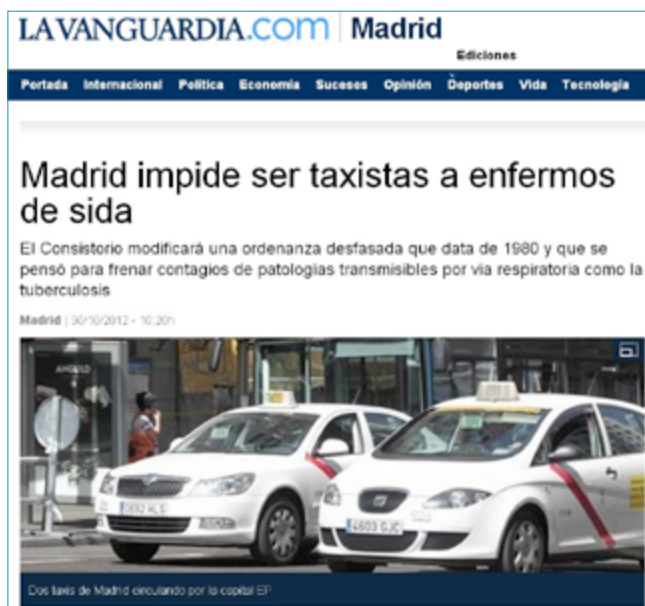 LAVANGUARDIA.COM | Madrid
Ediciones
Portada Internacional Política Economía Sucesos Opinión Deportes Vida Tecnología
Madrid impide ser taxistas a enfermos
de sida
El Consistorio modificará una ordenanza desfasada que data de 1980 y que se
pensó para frenar contagios de patologías transmisibles por via respiratoria como la
tuberculosis
Madrid | 30/10/2012 - 10:20h
4603 GJC
Dos taxis de Madrid circulando por la capital EP